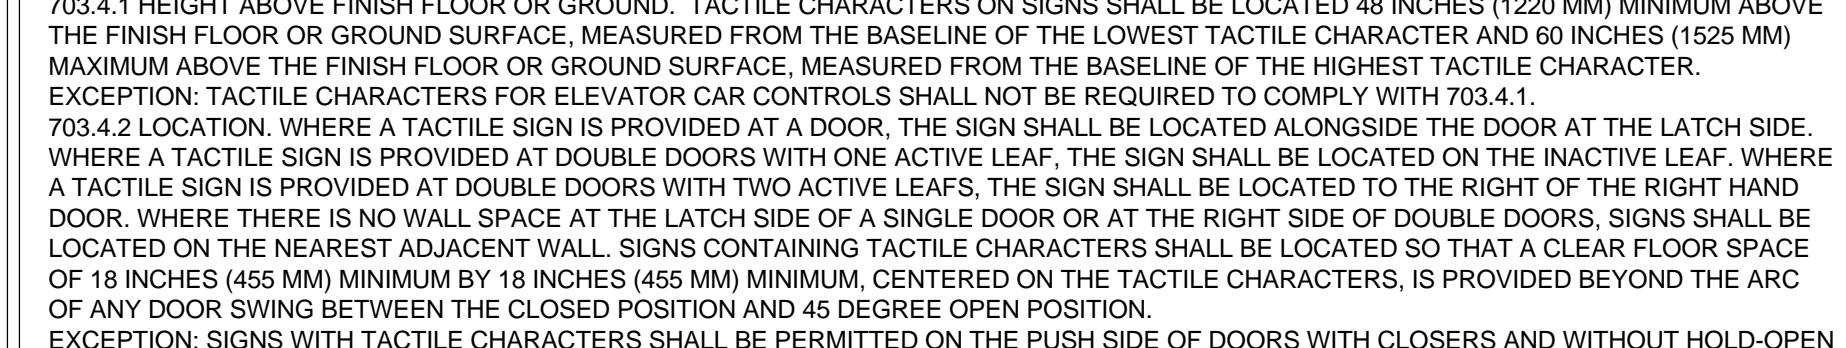 703.4.1 HEIGHT ABOVE FINISH FLOOR OR GROUND. TACTILE CHARACTERS ON SIGNS SHALL BE LOCATED 48 INCHES (1220 MM) MINIMUM ABOVE
THE FINISH FLOOR OR GROUND SURFACE, MEASURED FROM THE BASELINE OF THE LOWEST TACTILE CHARACTER AND 60 INCHES (1525 MM)
MAXIMUM ABOVE THE FINISH FLOOR OR GROUND SURFACE, MEASURED FROM THE BASELINE OF THE HIGHEST TACTILE CHARACTER.
EXCEPTION: TACTILE CHARACTERS FOR ELEVATOR CAR CONTROLS SHALL NOT BE REQUIRED TO COMPLY WITH 703.4.1.
703.4.2 LOCATION. WHERE A TACTILE SIGN IS PROVIDED AT A DOOR, THE SIGN SHALL BE LOCATED ALONGSIDE THE DOOR AT THE LATCH SIDE.
WHERE A TACTILE SIGN IS PROVIDED AT DOUBLE DOORS WITH ONE ACTIVE LEAF, THE SIGN SHALL BE LOCATED ON THE INACTIVE LEAF. WHERE
A TACTILE SIGN IS PROVIDED AT DOUBLE DOORS WITH TWO ACTIVE LEAFS, THE SIGN SHALL BE LOCATED TO THE RIGHT OF THE RIGHT HAND
DOOR. WHERE THERE IS NO WALL SPACE AT THE LATCH SIDE OF A SINGLE DOOR OR AT THE RIGHT SIDE OF DOUBLE DOORS, SIGNS SHALL BE
LOCATED ON THE NEAREST ADJACENT WALL. SIGNS CONTAINING TACTILE CHARACTERS SHALL BE LOCATED SO THAT A CLEAR FLOOR SPACE
OF 18 INCHES (455 MM) MINIMUM BY 18 INCHES (455 MM) MINIMUM, CENTERED ON THE TACTILE CHARACTERS, IS PROVIDED BEYOND THE ARC
OF ANY DOOR SWING BETWEEN THE CLOSED POSITION AND 45 DEGREE OPEN POSITION.
EXCEPTION: SIGNS WITH TACTILE CHARACTERS SHALL BE PERMITTED ON THE PUSH SIDE OF DOORS WITH CLOSERS AND WITHOUT HOLD-OPEN